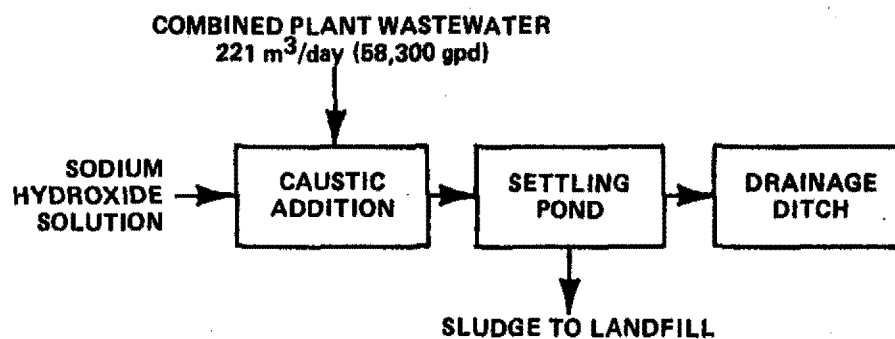 COMBINED PLANT WASTEWATER
221 m³/day (58,300 gpd)
SODIUM
HYDROXIDE
SOLUTION
CAUSTIC
ADDITION
SETTLING
POND
DRAINAGE
DITCH
SLUDGE TO LANDFILL